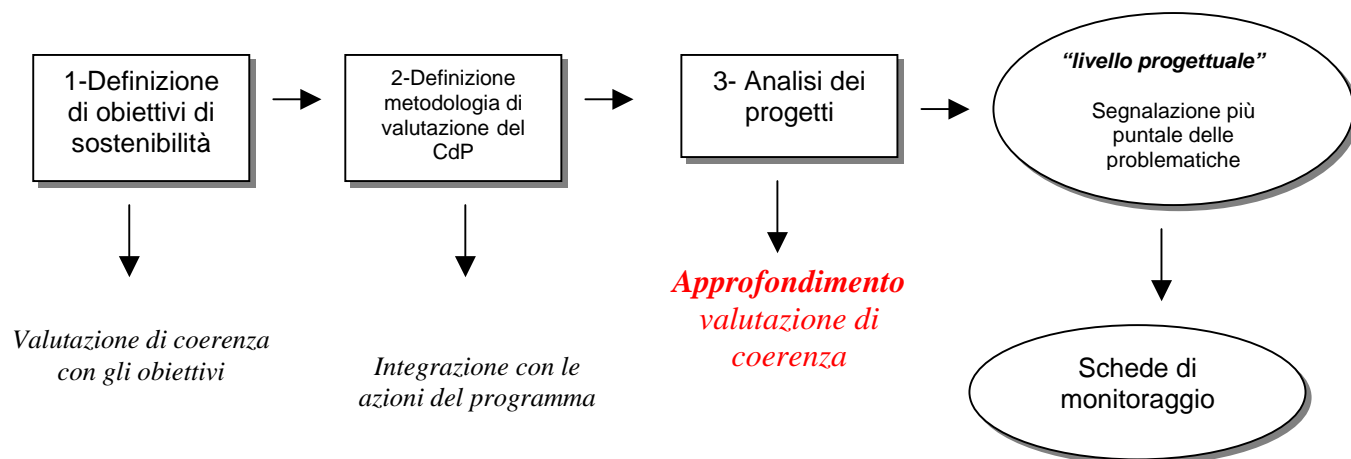 1-Definizione
di obiettivi di
sostenibilità
2-Definizione
metodologia di
valutazione del
CdP
3- Analisi dei
progetti
“livello progettuale”
Segnalazione più
puntale delle
problematiche
Valutazione di coerenza
con gli obiettivi
Integrazione con le
azioni del programma
Approfondimento
valutazione di
coerenza
Schede di
monitoraggio